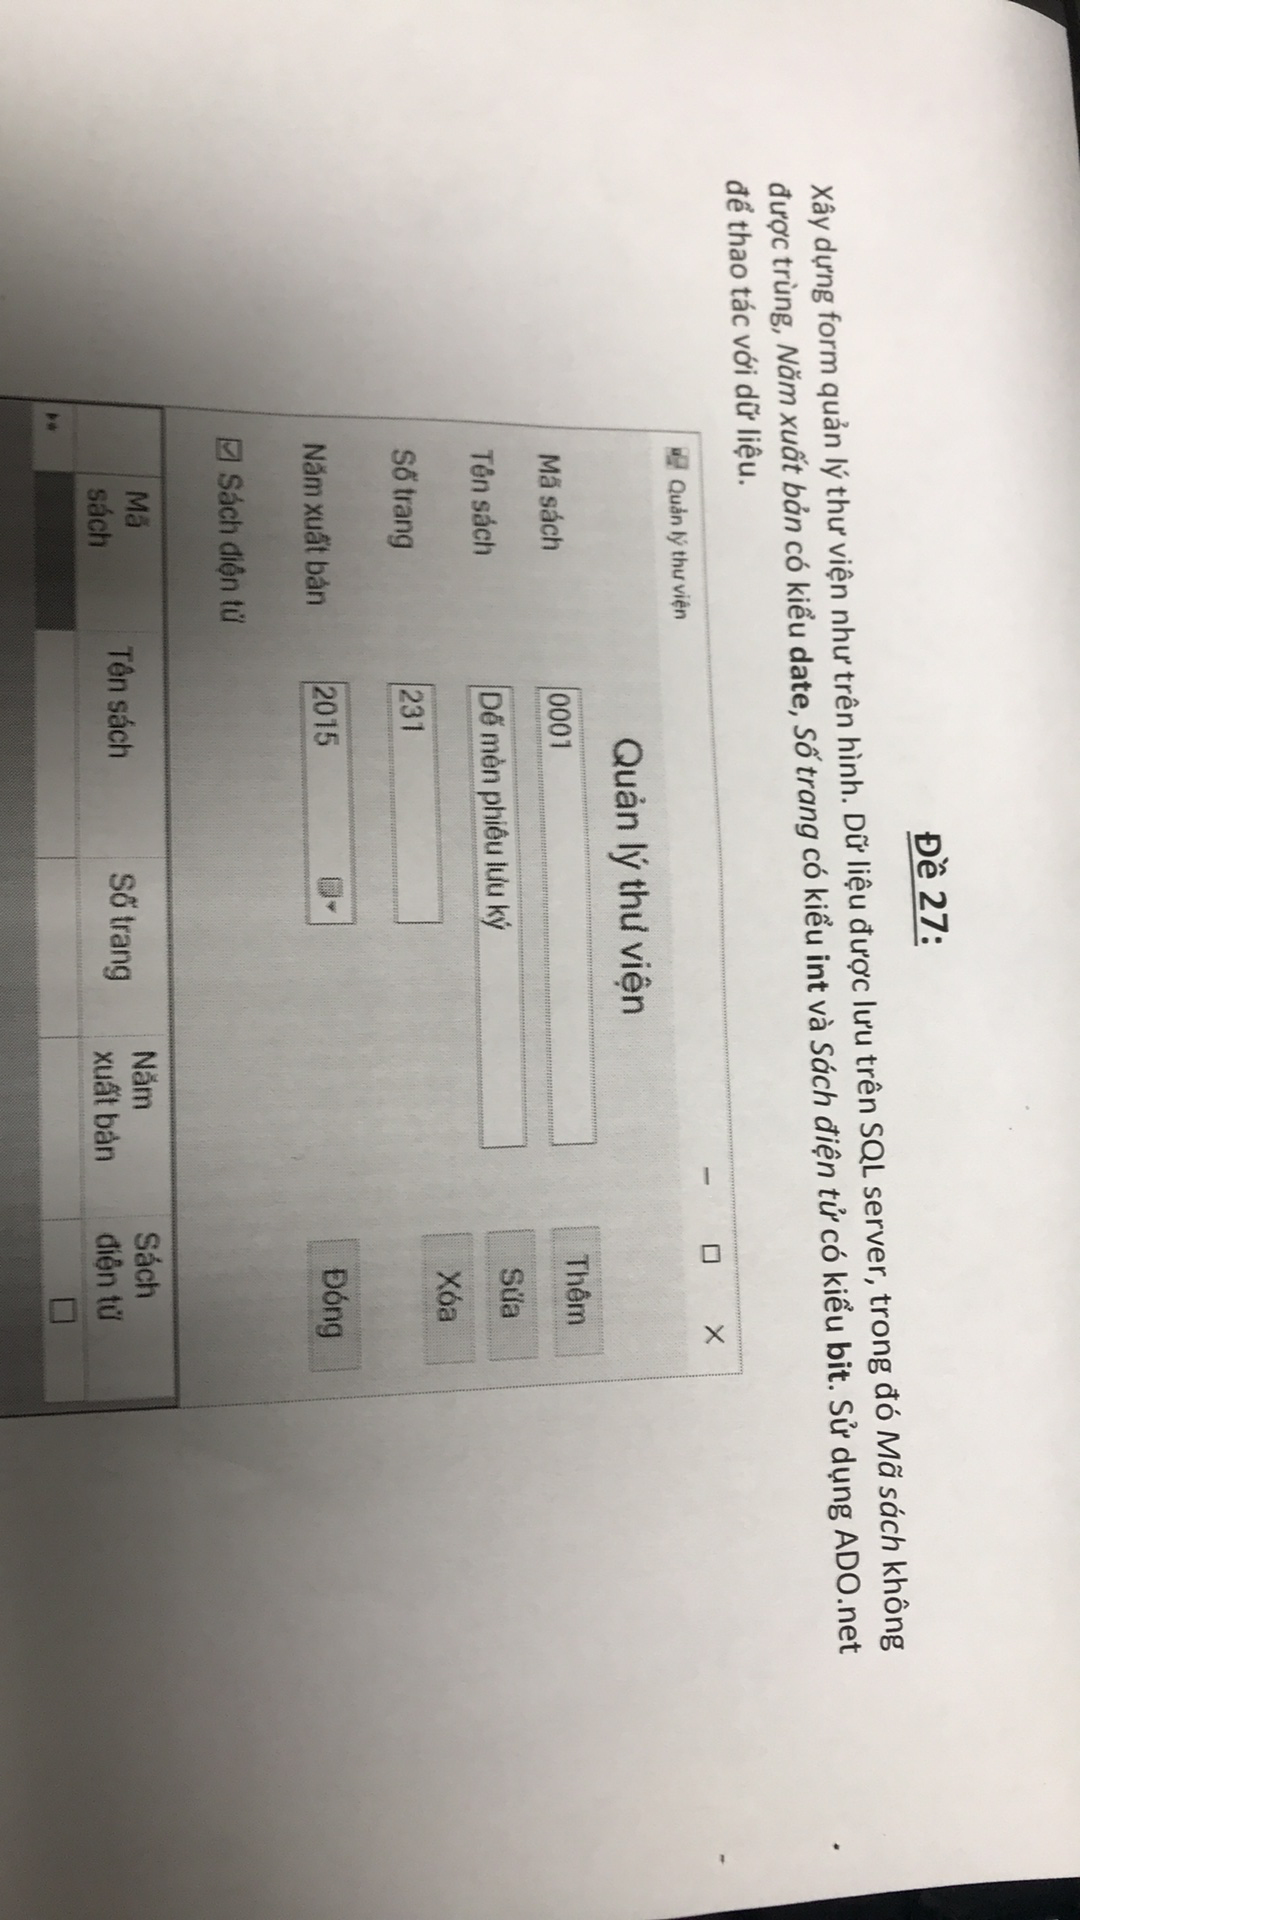 Đề 27:
Xây dựng form quản lý thư viện như trên hình. Dữ liệu được lưu trên SQL server, trong đó Mã sách không
được trùng, Năm xuất bản có kiểu date, Số trang có kiểu int và Sách điện tử có kiểu bit. Sử dụng ADO.net
để thao tác với dữ liệu.
Quản lý thư viện
Quản lý thư viện
Mã sách 0001 Thêm
Tên sách Dế mèn phiêu lưu ký Sửa
Số trang 231 Xóa
Năm xuất bản 2015 Đóng
Sách điện tử
Mã sách Tên sách Số trang Năm xuất bản Sách điện tử